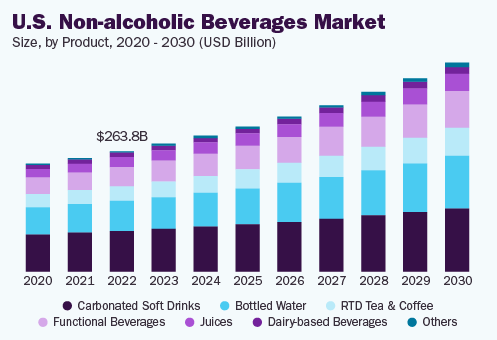 U.S. Non-alcoholic Beverages Market
Size, by Product, 2020 - 2030 (USD Billion)
$263.8B
2020 2021 2022 2023 2024 2025 2026 2027 2028 2029 2030
Carbonated Soft Drinks Bottled Water RTD Tea & Coffee
Functional Beverages Juices Dairy-based Beverages Others